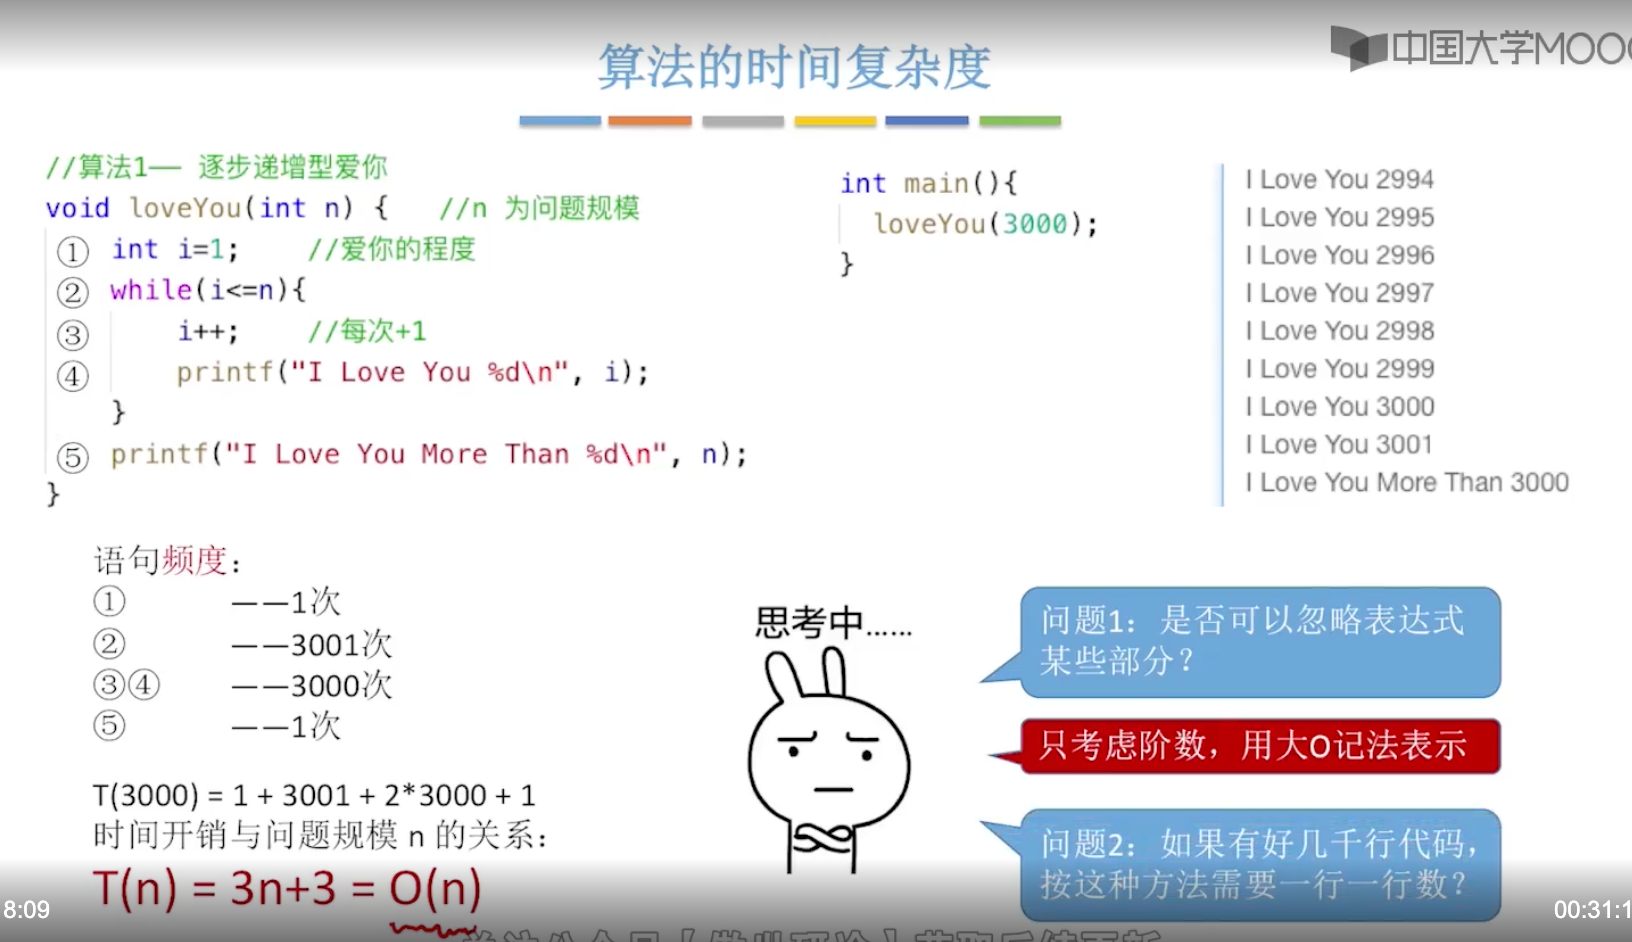 算法的时间复杂度
中国大学MOO
//算法1—— 逐步递增型爱你
void loveYou(int n) { //n 为问题规模
① int i=1; //爱你的程度
② while(i<=n){
③ i++; //每次+1
④ printf("I Love You %d\n", i);
}
⑤ printf("I Love You More Than %d\n", n);
}
int main(){
loveYou(3000);
}
I Love You 2994
I Love You 2995
I Love You 2996
I Love You 2997
I Love You 2998
I Love You 2999
I Love You 3000
I Love You 3001
I Love You More Than 3000
语句频度：
① ——1次
② ——3001次
③④ ——3000次
⑤ ——1次
T(3000) = 1 + 3001 + 2*3000 + 1
时间开销与问题规模 n 的关系：
T(n) = 3n+3 = O(n)
思考中……
问题1：是否可以忽略表达式
某些部分？
只考虑阶数，用大O记法表示
问题2：如果有好几千行代码，
按这种方法需要一行一行数？
8:09
00:31:1